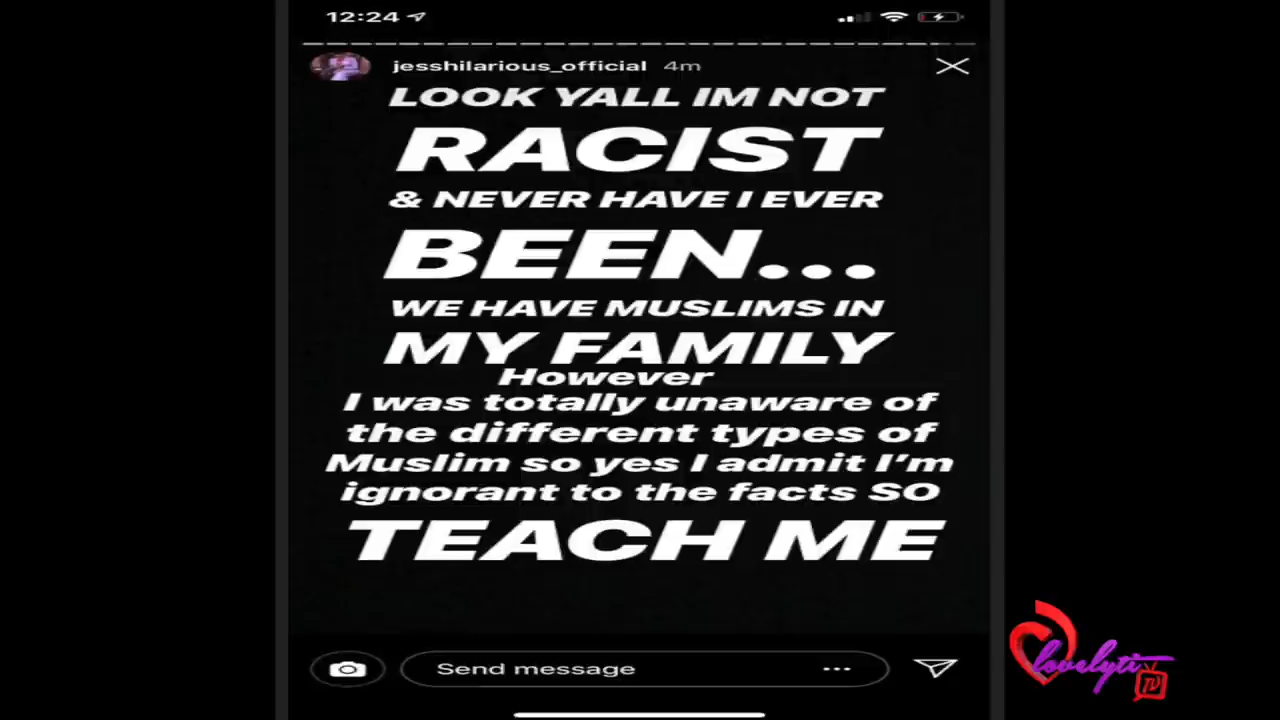 12:24
jesshilarious_official 4m
LOOK YALL IM NOT
RACIST
& NEVER HAVE I EVER
BEEN...
WE HAVE MUSLIMS IN
MY FAMILY
However
I was totally unaware of
the different types of
Muslim so yes I admit I'm
ignorant to the facts SO
TEACH ME
Send message
lovelyti
TV